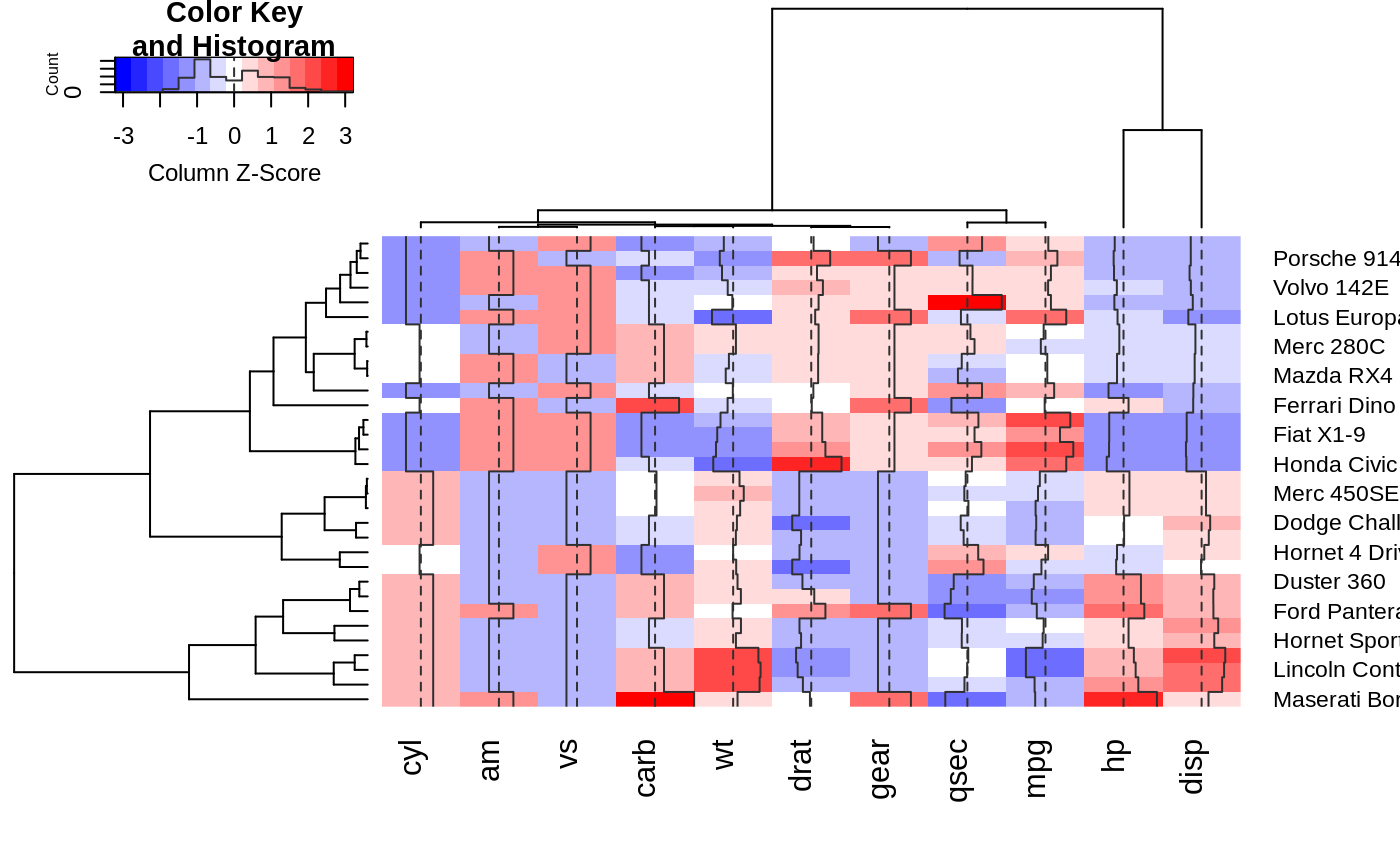 Color Key
and Histogram
Count
0
-3 -1 0 1 2 3
Column Z-Score
Porsche 914
Volvo 142E
Lotus Europa
Merc 280C
Mazda RX4
Ferrari Dino
Fiat X1-9
Honda Civic
Merc 450SE
Dodge Chall
Hornet 4 Driv
Duster 360
Ford Pantera
Hornet Sport
Lincoln Cont
Maserati Bor
cyl am vs carb wt drat gear qsec mpg hp disp